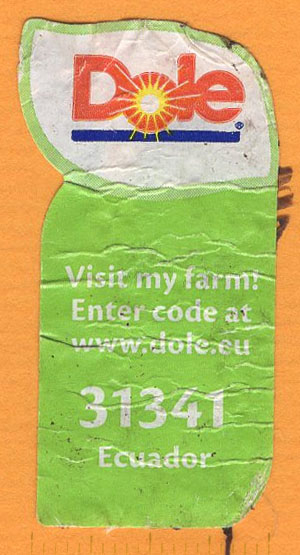 Dole
®
Visit my farm!
Enter code at
www.dole.eu
31341
Ecuador